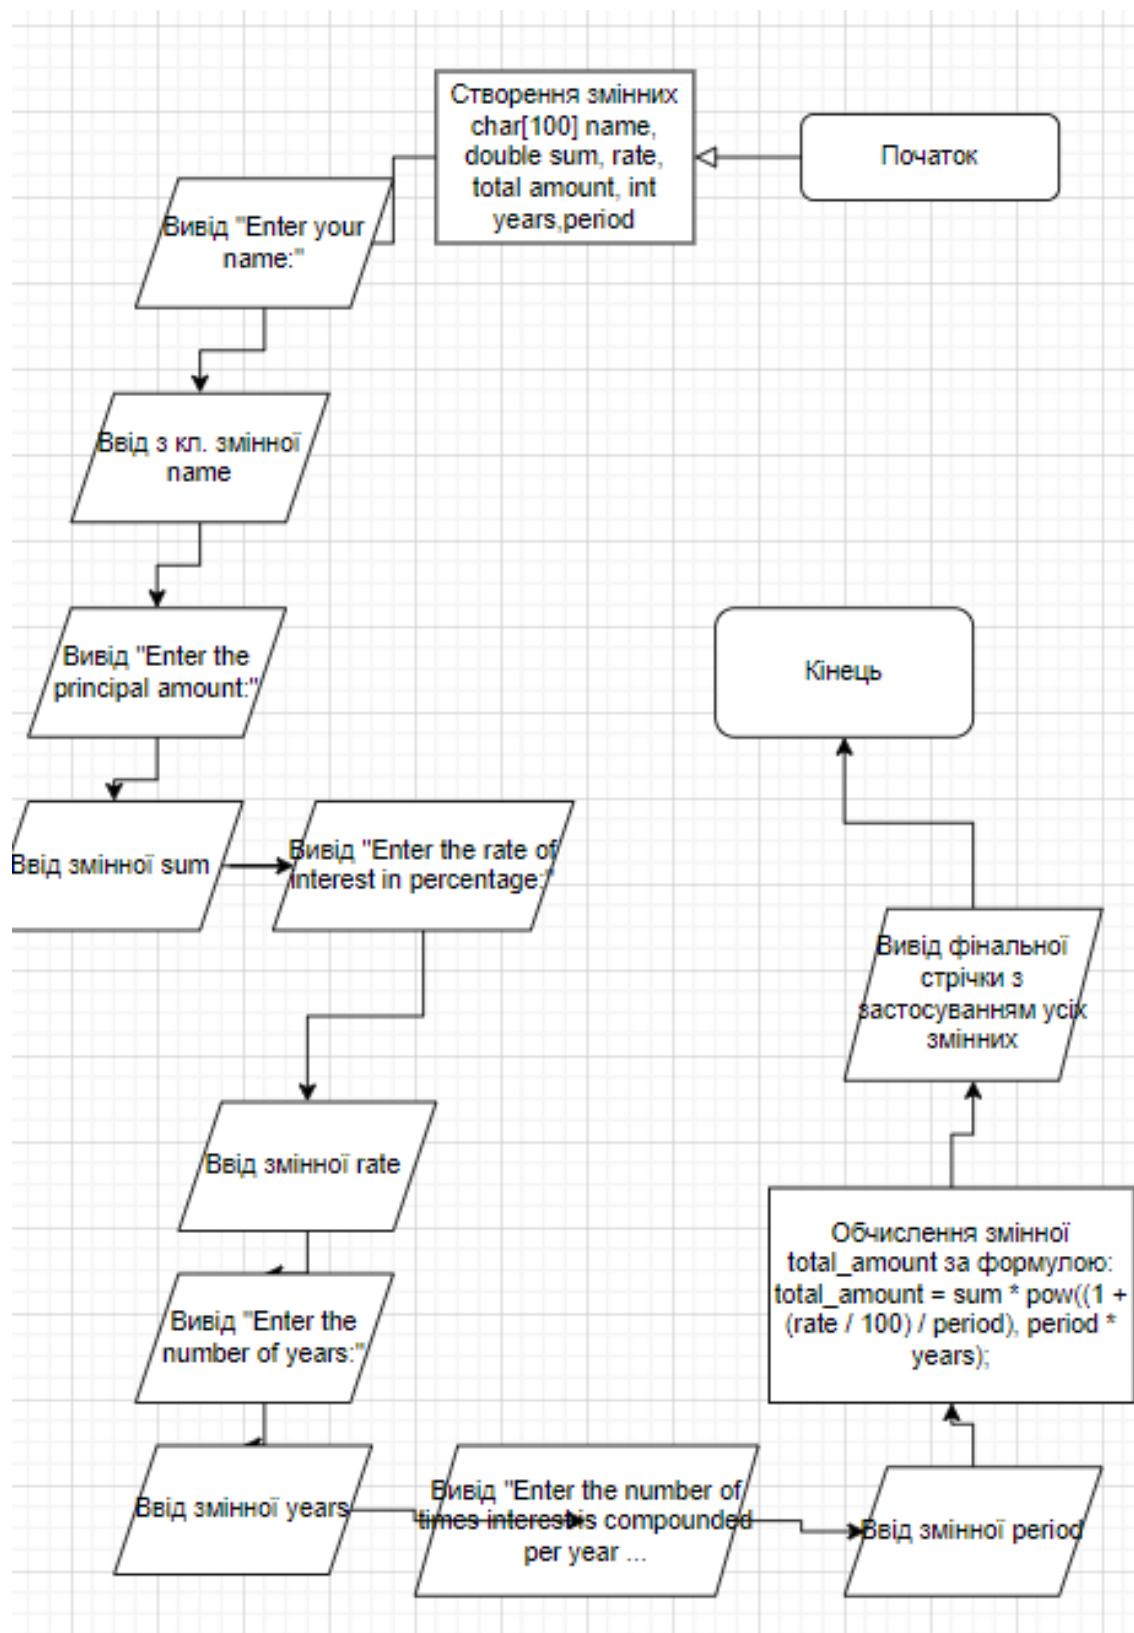 Початок
Створення змінних
char[100] name,
double sum, rate,
total amount, int
years,period
Вивід "Enter your
name:"
Ввід з кл. змінної
name
Вивід "Enter the
principal amount:"
Ввід змінної sum
Вивід "Enter the rate of
interest in percentage:"
Ввід змінної rate
Вивід "Enter the
number of years:"
Ввід змінної years
Вивід "Enter the number of
times interest is compounded
per year ...
Ввід змінної period
Обчислення змінної
total_amount за формулою:
total_amount = sum * pow((1 +
(rate / 100) / period), period *
years);
Вивід фінальної
стрічки з
застосуванням усіх
змінних
Кінець